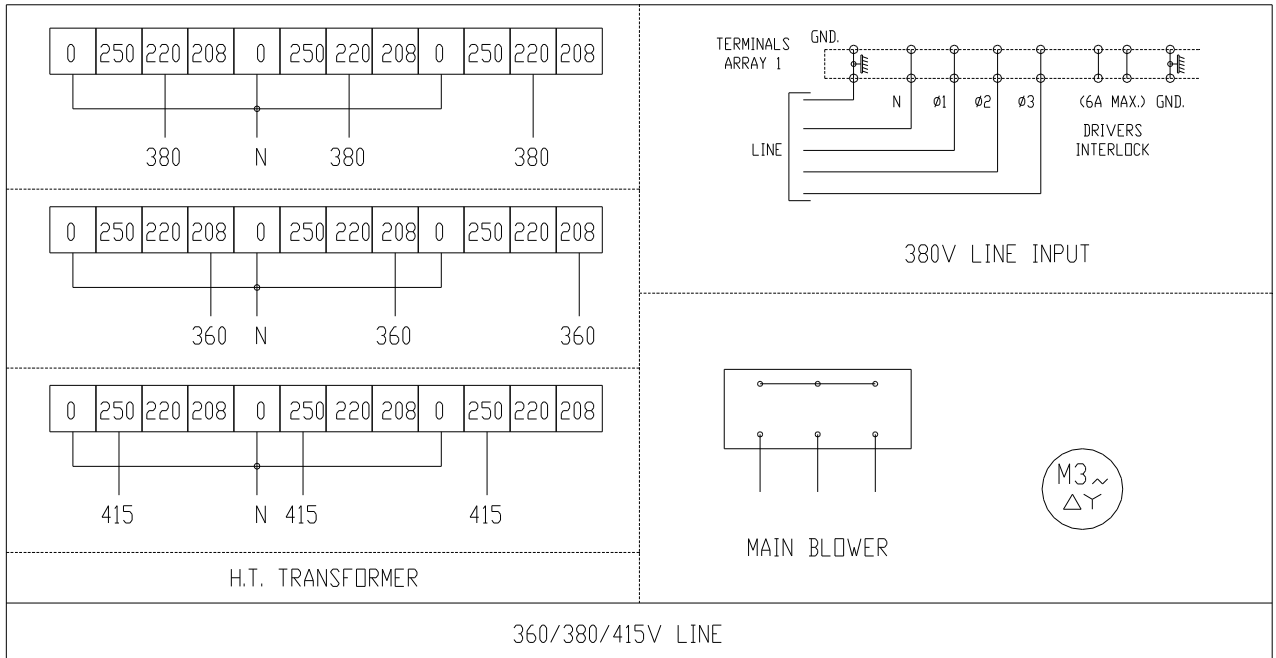 0 250 220 208 0 250 220 208 0 250 220 208
380 N 380 380
0 250 220 208 0 250 220 208 0 250 220 208
360 N 360 360
0 250 220 208 0 250 220 208 0 250 220 208
415 N 415 415
H.T. TRANSFORMER
TERMINALS
ARRAY 1
GND.
N ø1 ø2 ø3 (6A MAX.) GND.
DRIVERS
INTERLOCK
LINE
380V LINE INPUT
M3~
△Y
MAIN BLOWER
360/380/415V LINE